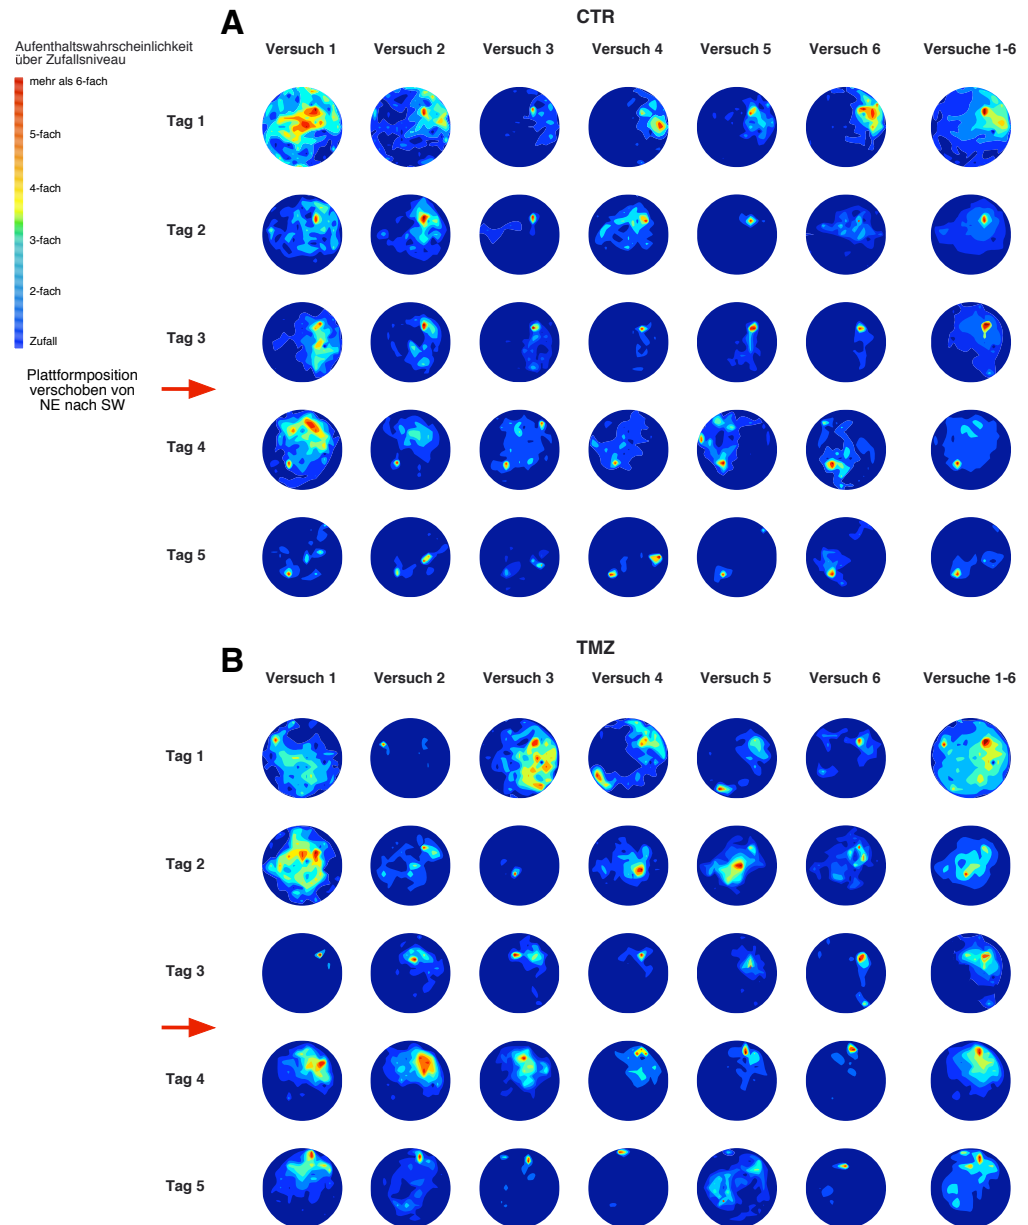 A
CTR
Aufenthaltswahrscheinlichkeit
über Zufallsniveau
Versuch 1 Versuch 2 Versuch 3 Versuch 4 Versuch 5 Versuch 6 Versuche 1-6
mehr als 6-fach
5-fach
4-fach
3-fach
2-fach
Zufall
Tag 1
Tag 2
Tag 3
Plattformposition
verschoben von
NE nach SW
Tag 4
Tag 5
B
TMZ
Versuch 1 Versuch 2 Versuch 3 Versuch 4 Versuch 5 Versuch 6 Versuche 1-6
Tag 1
Tag 2
Tag 3
Tag 4
Tag 5